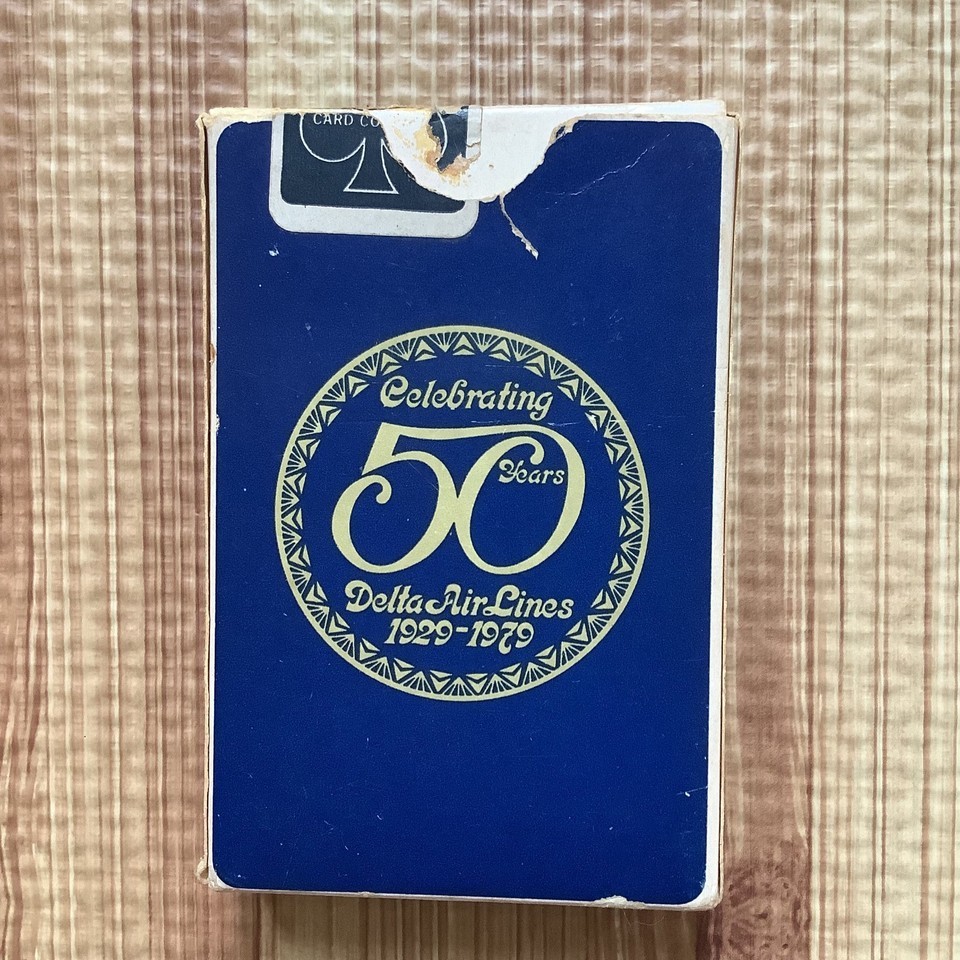 CARD CO
Celebrating
50
Years
Delta Air Lines
1929-1979